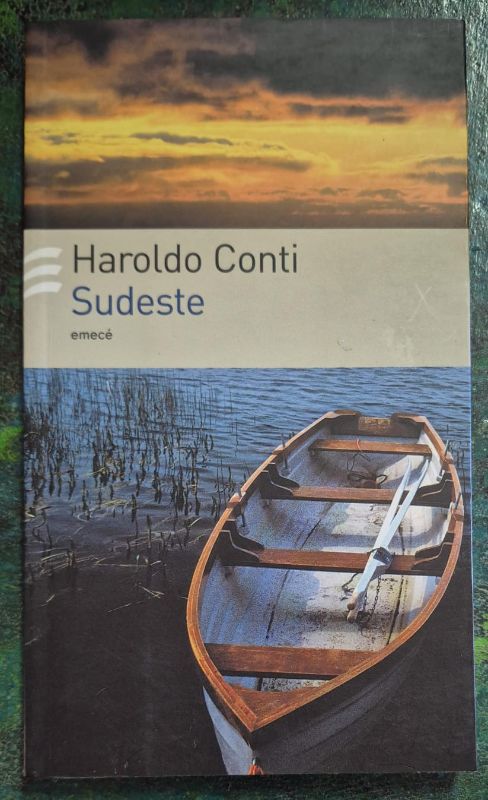 Haroldo Conti
Sudeste
emecé